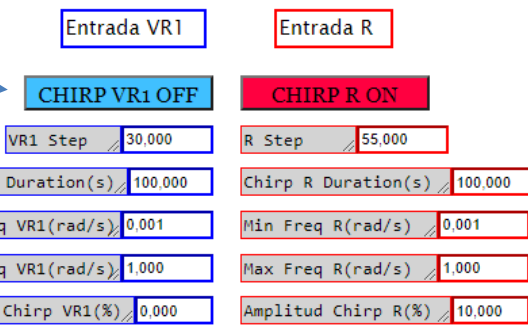 Entrada VR1
Entrada R
CHIRP VR1 OFF
CHIRP R ON
VR1 Step 30,000
R Step 55,000
Duration(s) 100,000
Chirp R Duration(s) 100,000
VR1(rad/s) 0,001
Min Freq R(rad/s) 0,001
VR1(rad/s) 1,000
Max Freq R(rad/s) 1,000
Chirp VR1(%) 0,000
Amplitud Chirp R(%) 10,000